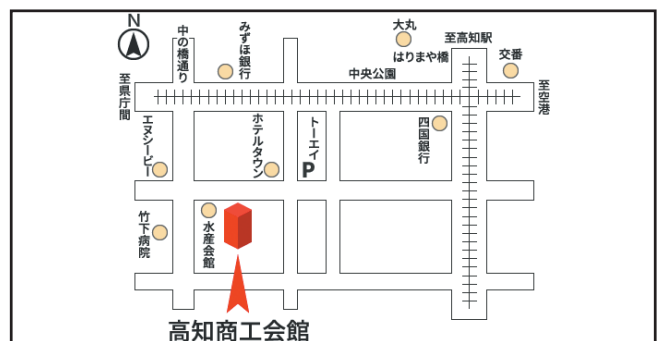 N
中の橋通り
みずほ銀行
大丸
至高知駅
はりまや橋
交番
中央公園
至県庁間
至空港
エヌシービー
ホテルタウン
トーエイ
P
四国銀行
竹下病院
水産会館
高知商工会館